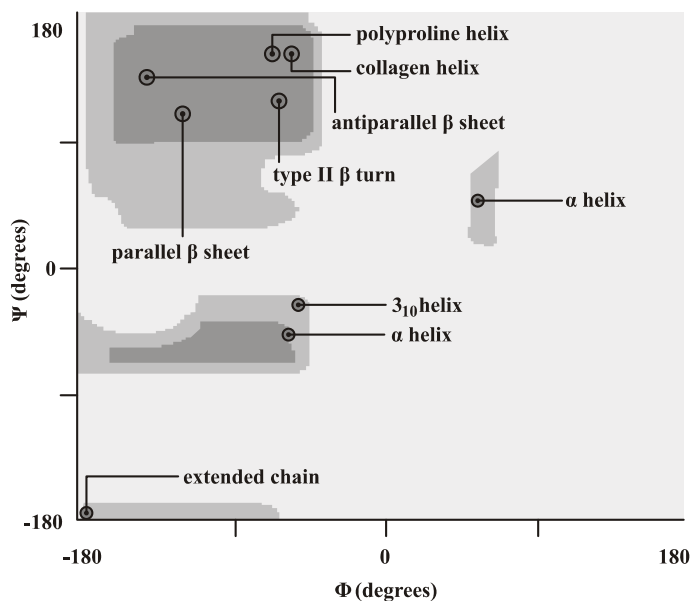 180
polyproline helix
collagen helix
antiparallel β sheet
type II β turn
α helix
parallel β sheet
0
Ψ (degrees)
3₁₀helix
α helix
extended chain
-180
-180
0
180
Φ (degrees)